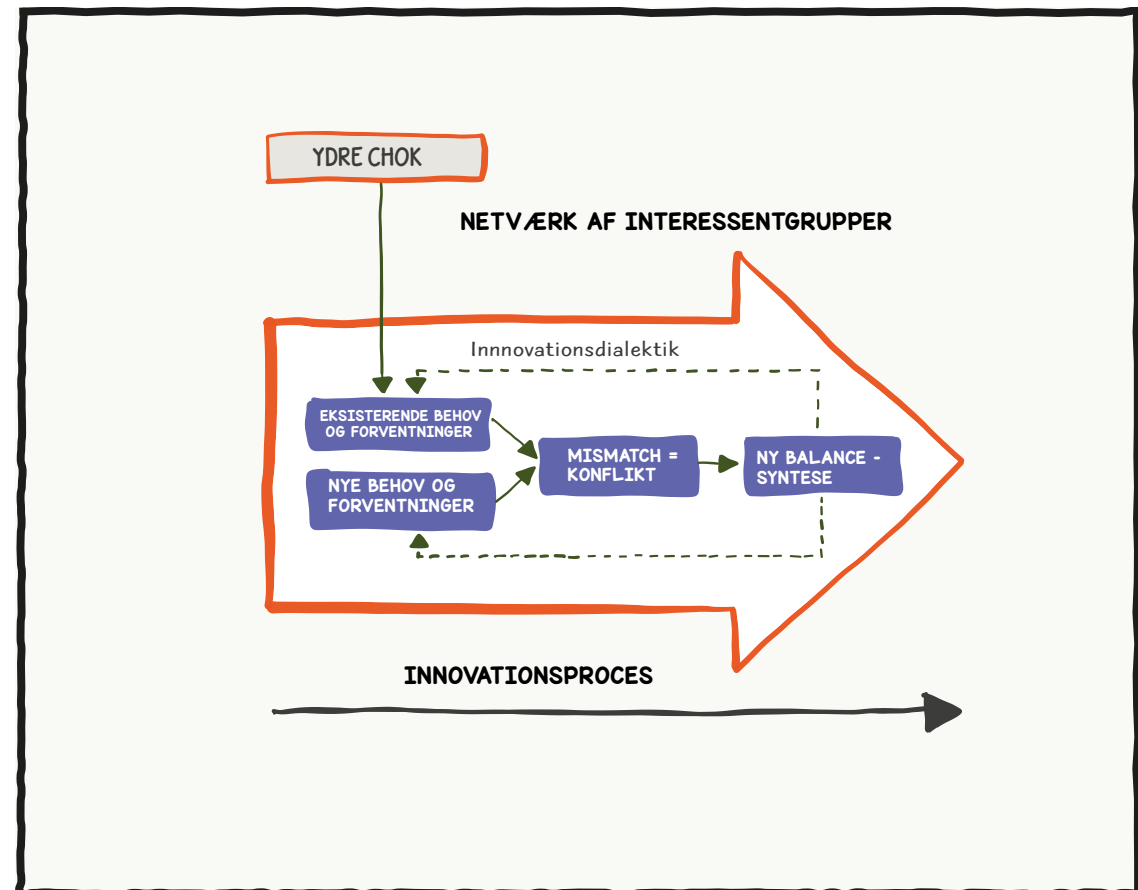 YDRE CHOK
NETVÆRK AF INTERESSENTGRUPPER
Innnovationsdialektik
EKSISTERENDE BEHOV
OG FORVENTNINGER
NYE BEHOV OG
FORVENTNINGER
MISMATCH =
KONFLIKT
NY BALANCE -
SYNTESE
INNOVATIONSPROCES